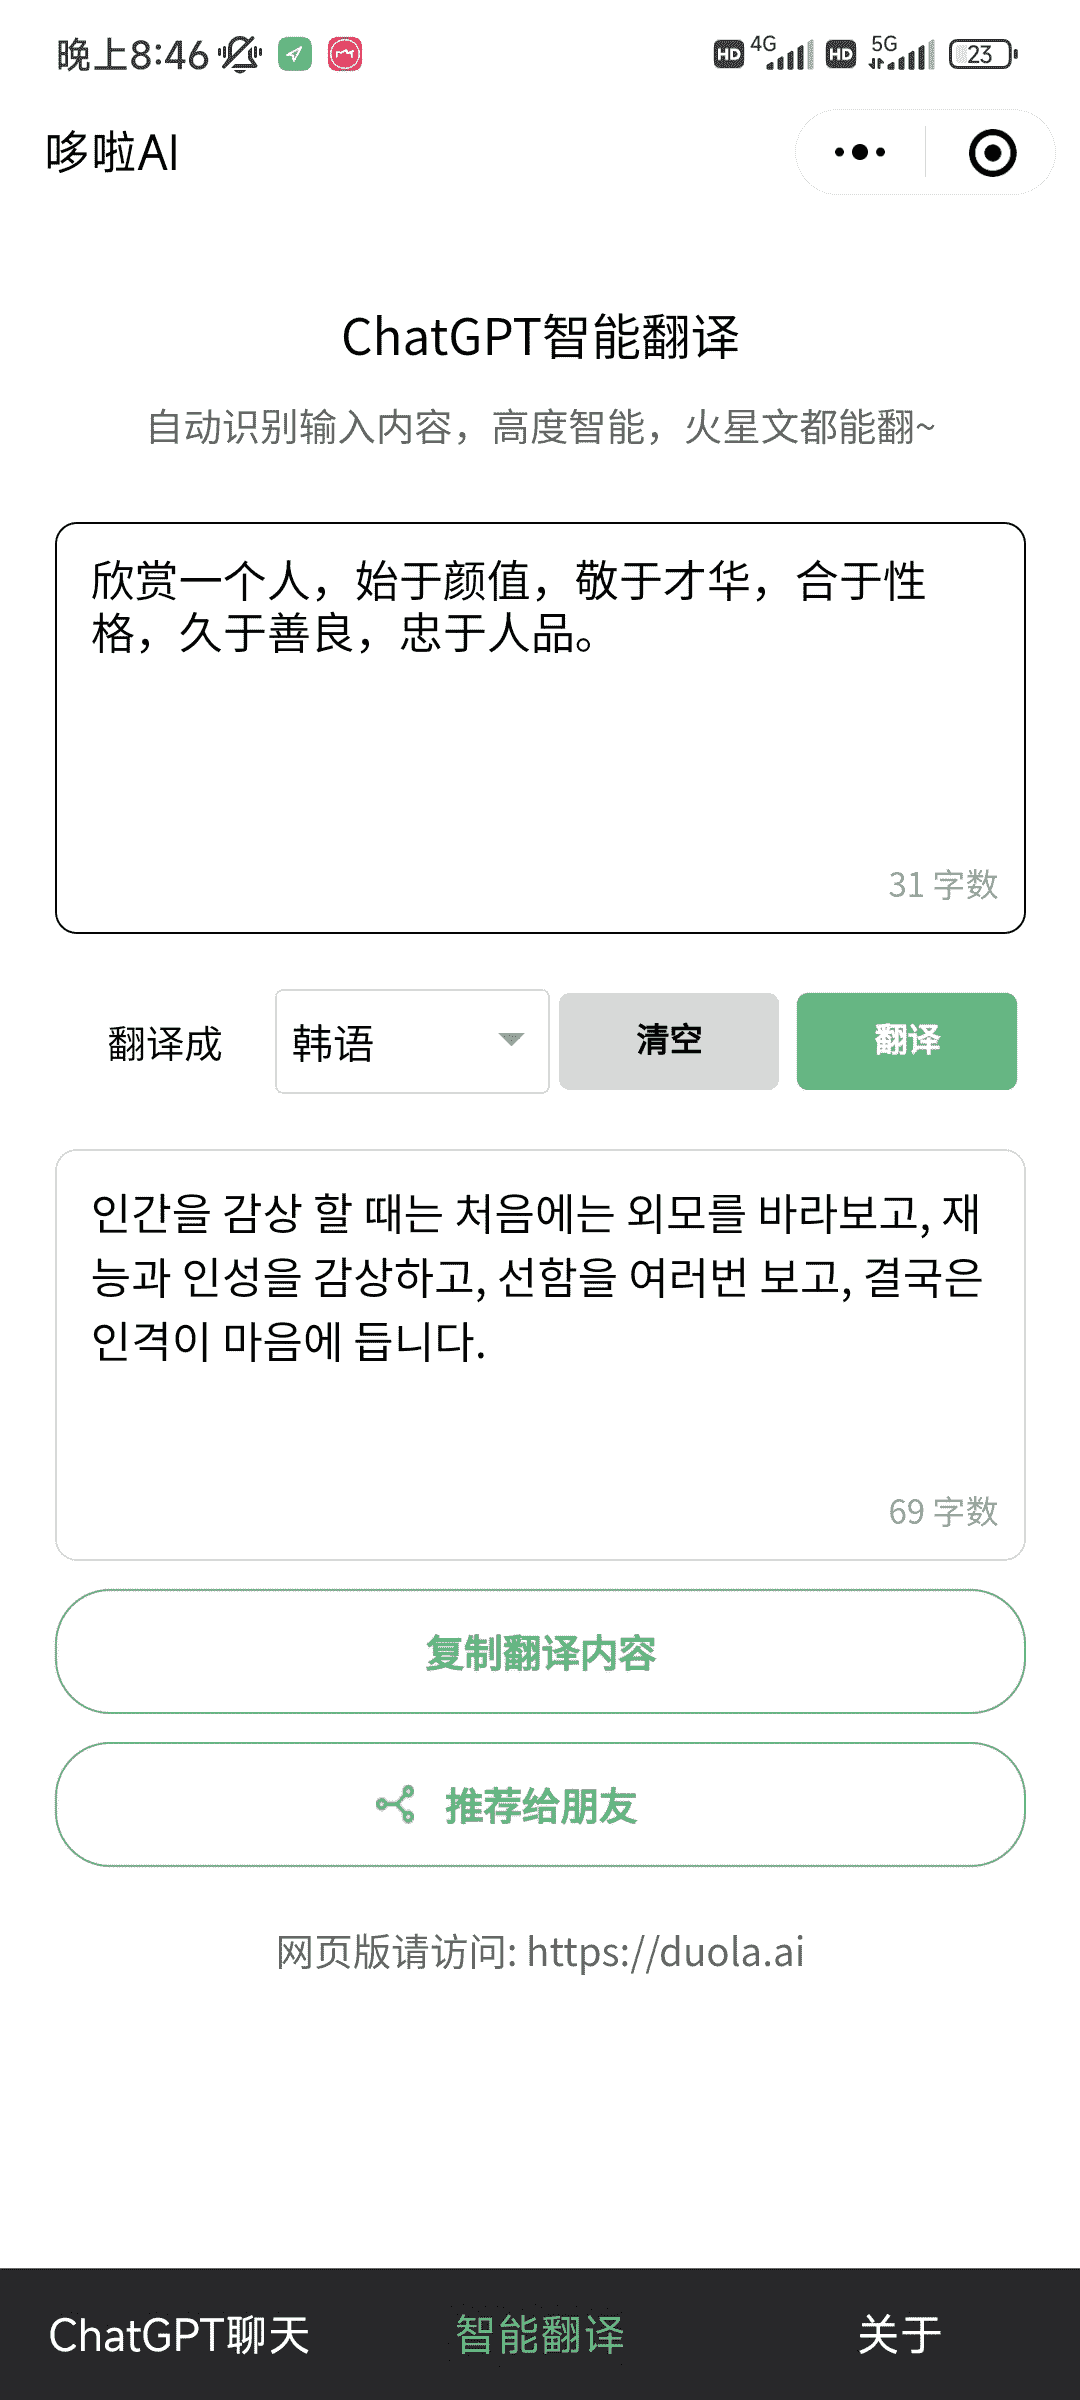 晚上8:46
4G
5G
23
哆啦AI
ChatGPT智能翻译
自动识别输入内容，高度智能，火星文都能翻~
欣赏一个人，始于颜值，敬于才华，合于性
格，久于善良，忠于人品。
31 字数
翻译成 韩语 清空 翻译
인간을 감상 할 때는 처음에는 외모를 바라보고, 재
능과 인성을 감상하고, 선함을 여러번 보고, 결국은
인격이 마음에 듭니다.
69 字数
复制翻译内容
推荐给朋友
网页版请访问: https://duola.ai
ChatGPT聊天 智能翻译 关于